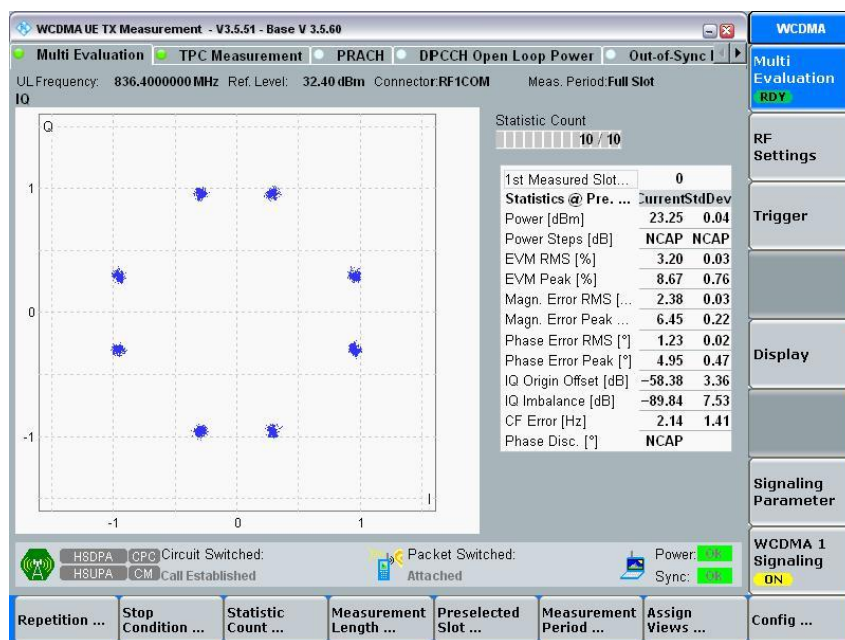 WCDMA UE TX Measurement - V3.5.51 - Base V 3.5.60
WCDMA
Multi Evaluation TPC Measurement PRACH DPCCH Open Loop Power Out-of-Sync
UL Frequency: 836.4000000 MHz Ref. Level: 32.40 dBm Connector:RF1COM Meas. Period:Full Slot
IQ
Q
1
0
-1
-1 0 1
I
Statistic Count
10 / 10
1st Measured Slot... 0
Statistics @ Pre. ... Current StdDev
Power [dBm] 23.25 0.04
Power Steps [dB] NCAP NCAP
EVM RMS [%] 3.20 0.03
EVM Peak [%] 8.67 0.76
Magn. Error RMS [... 2.38 0.03
Magn. Error Peak ... 6.45 0.22
Phase Error RMS [°] 1.23 0.02
Phase Error Peak [°] 4.95 0.47
IQ Origin Offset [dB] −58.38 3.36
IQ Imbalance [dB] −89.84 7.53
CF Error [Hz] 2.14 1.41
Phase Disc. [°] NCAP
Multi
Evaluation
RDY
RF
Settings
Trigger
Display
Signaling
Parameter
WCDMA 1
Signaling
ON
HSDPA CPC Circuit Switched: Packet Switched: Power: OK
HSUPA CM Call Established Attached Sync: OK
Repetition ...
Stop
Condition ...
Statistic
Count ...
Measurement
Length ...
Preselected
Slot ...
Measurement
Period ...
Assign
Views ...
Config ...